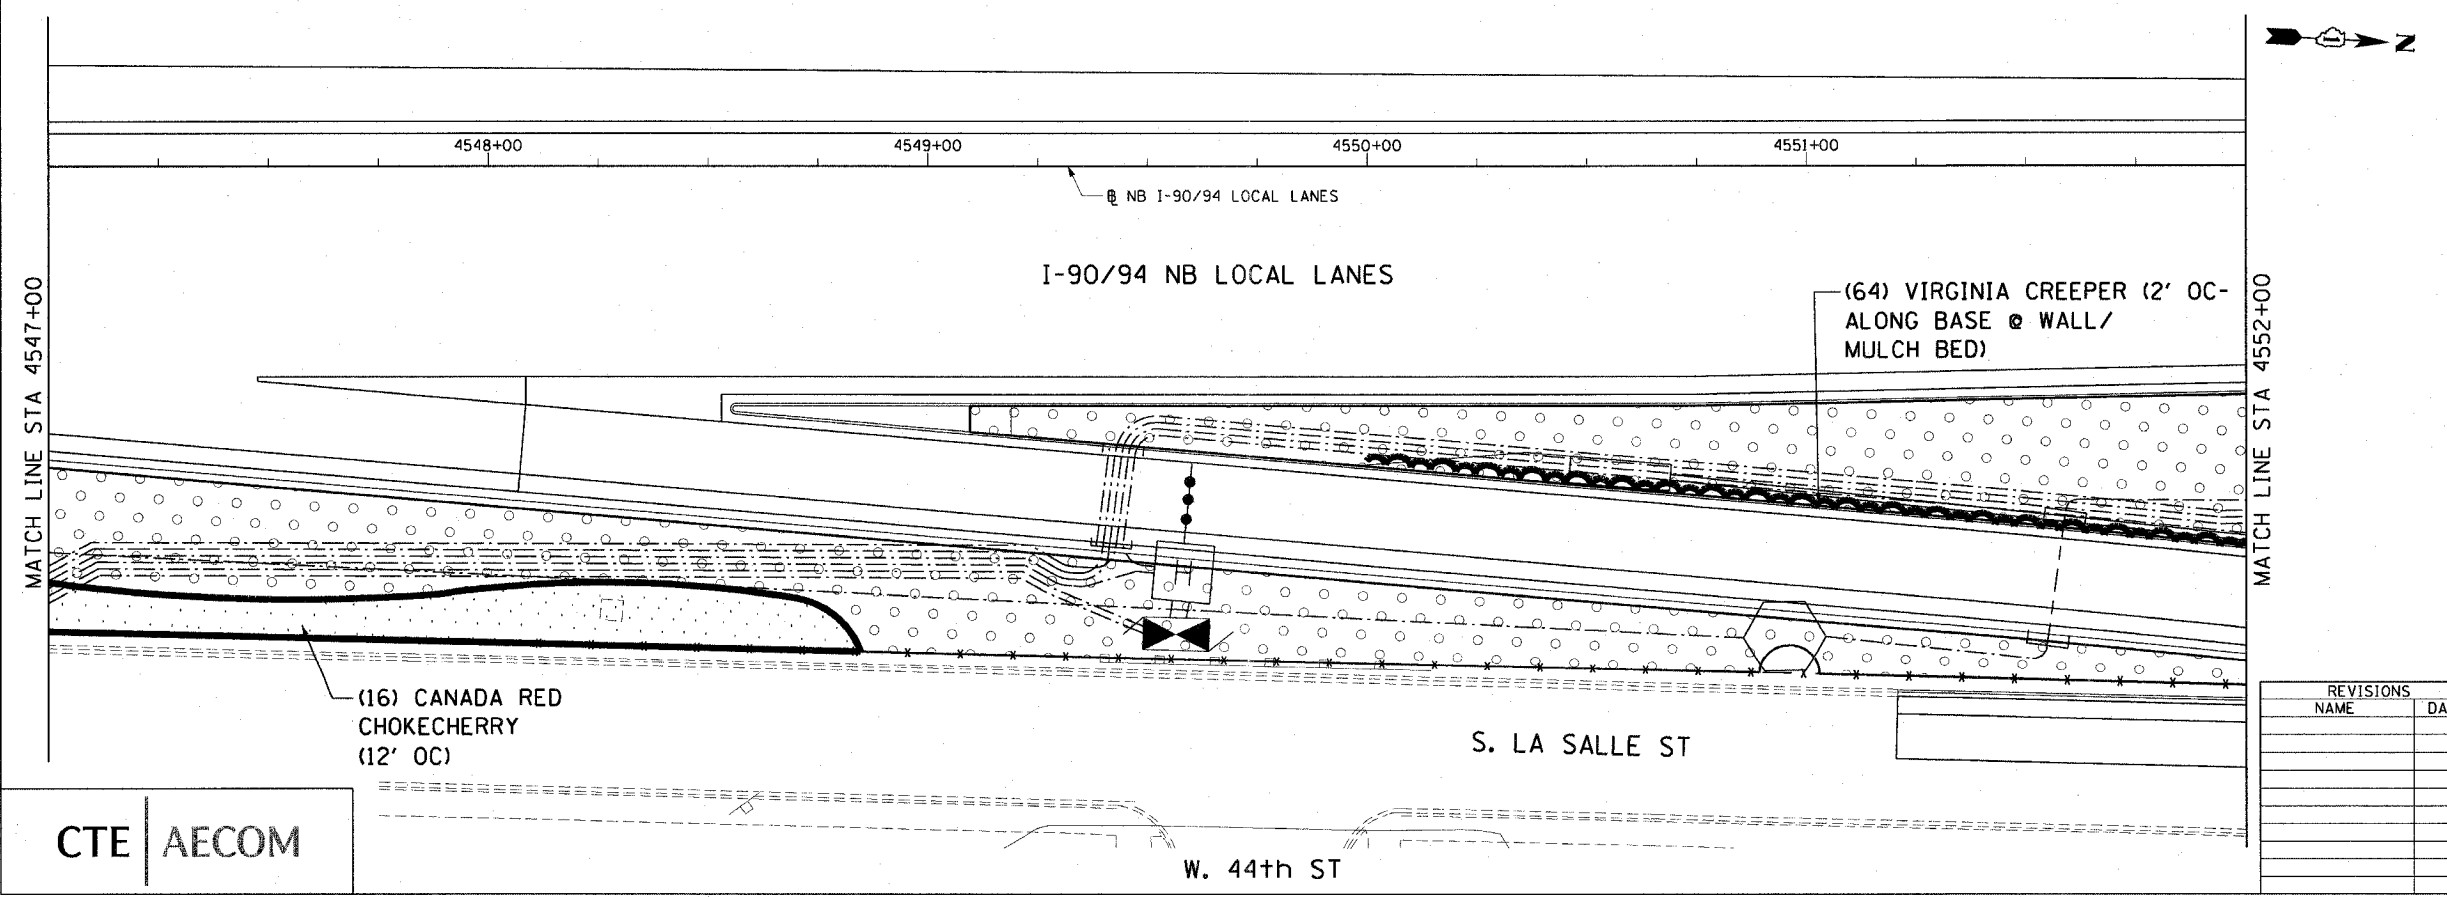 N
4548+00
4549+00
4550+00
4551+00
NB I-90/94 LOCAL LANES
I-90/94 NB LOCAL LANES
(64) VIRGINIA CREEPER (2' OC-
ALONG BASE @ WALL/
MULCH BED)
MATCH LINE STA 4547+00
MATCH LINE STA 4552+00
(16) CANADA RED
CHOKECHERRY
(12' OC)
S. LA SALLE ST
W. 44th ST
CTE | AECOM
REVISIONS
NAME DA